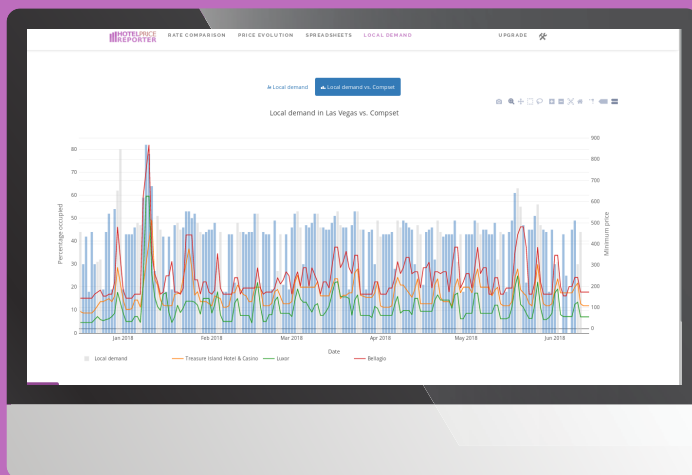 HOTELPRICE
REPORTER
RATE COMPARISON PRICE EVOLUTION SPREADSHEETS LOCAL DEMAND UPGRADE
Local demand Local demand vs. Compset
Local demand in Las Vegas vs. Compset
Percentage occupied
80
70
60
50
40
30
20
10
0
900
800
700
600
500
400
300
200
100
0
Minimum price
Jan 2018 Feb 2018 Mar 2018 Apr 2018 May 2018 Jun 2018
Date
Local demand Treasure Island Hotel & Casino Luxor Bellagio